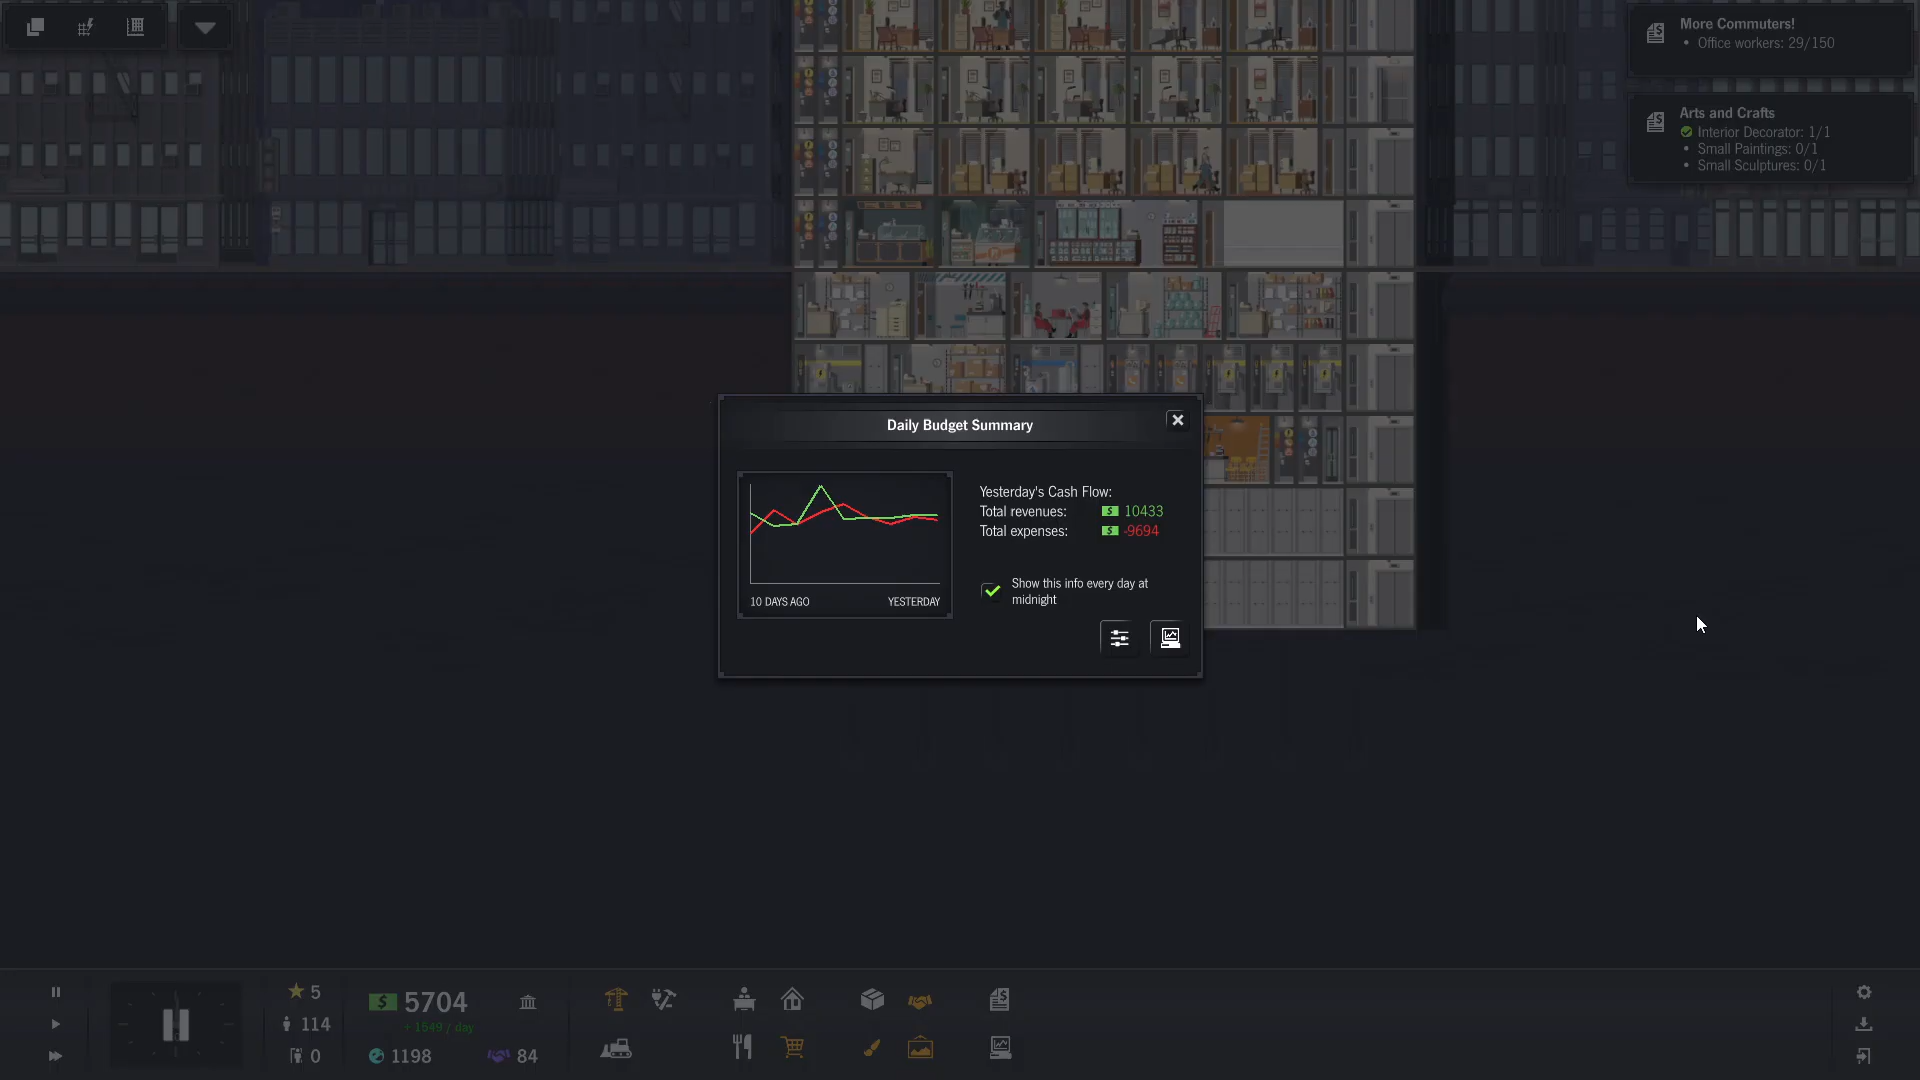 More Commuters!
• Office workers: 29/150
Arts and Crafts
Interior Decorator: 1/1
• Small Paintings: 0/1
• Small Sculptures: 0/1
Daily Budget Summary
Yesterday's Cash Flow:
Total revenues: $ 10433
Total expenses: $ -9694
Show this info every day at
midnight
10 DAYS AGO YESTERDAY
5
114
0
$ 5704
+ 1549 / day
1198
84